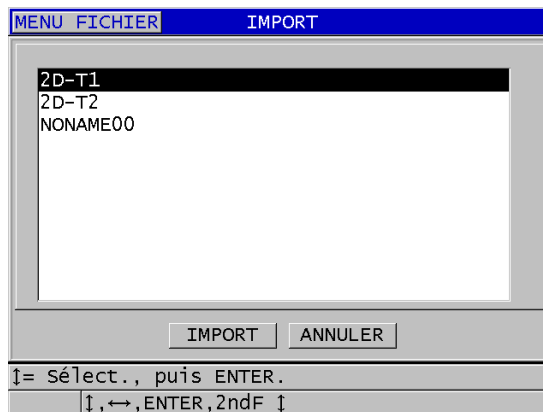 MENU FICHIER IMPORT
2D-T1
2D-T2
NONAME00
IMPORT ANNULER
↕= Sélect., puis ENTER.
↕,↔,ENTER,2ndF ↕